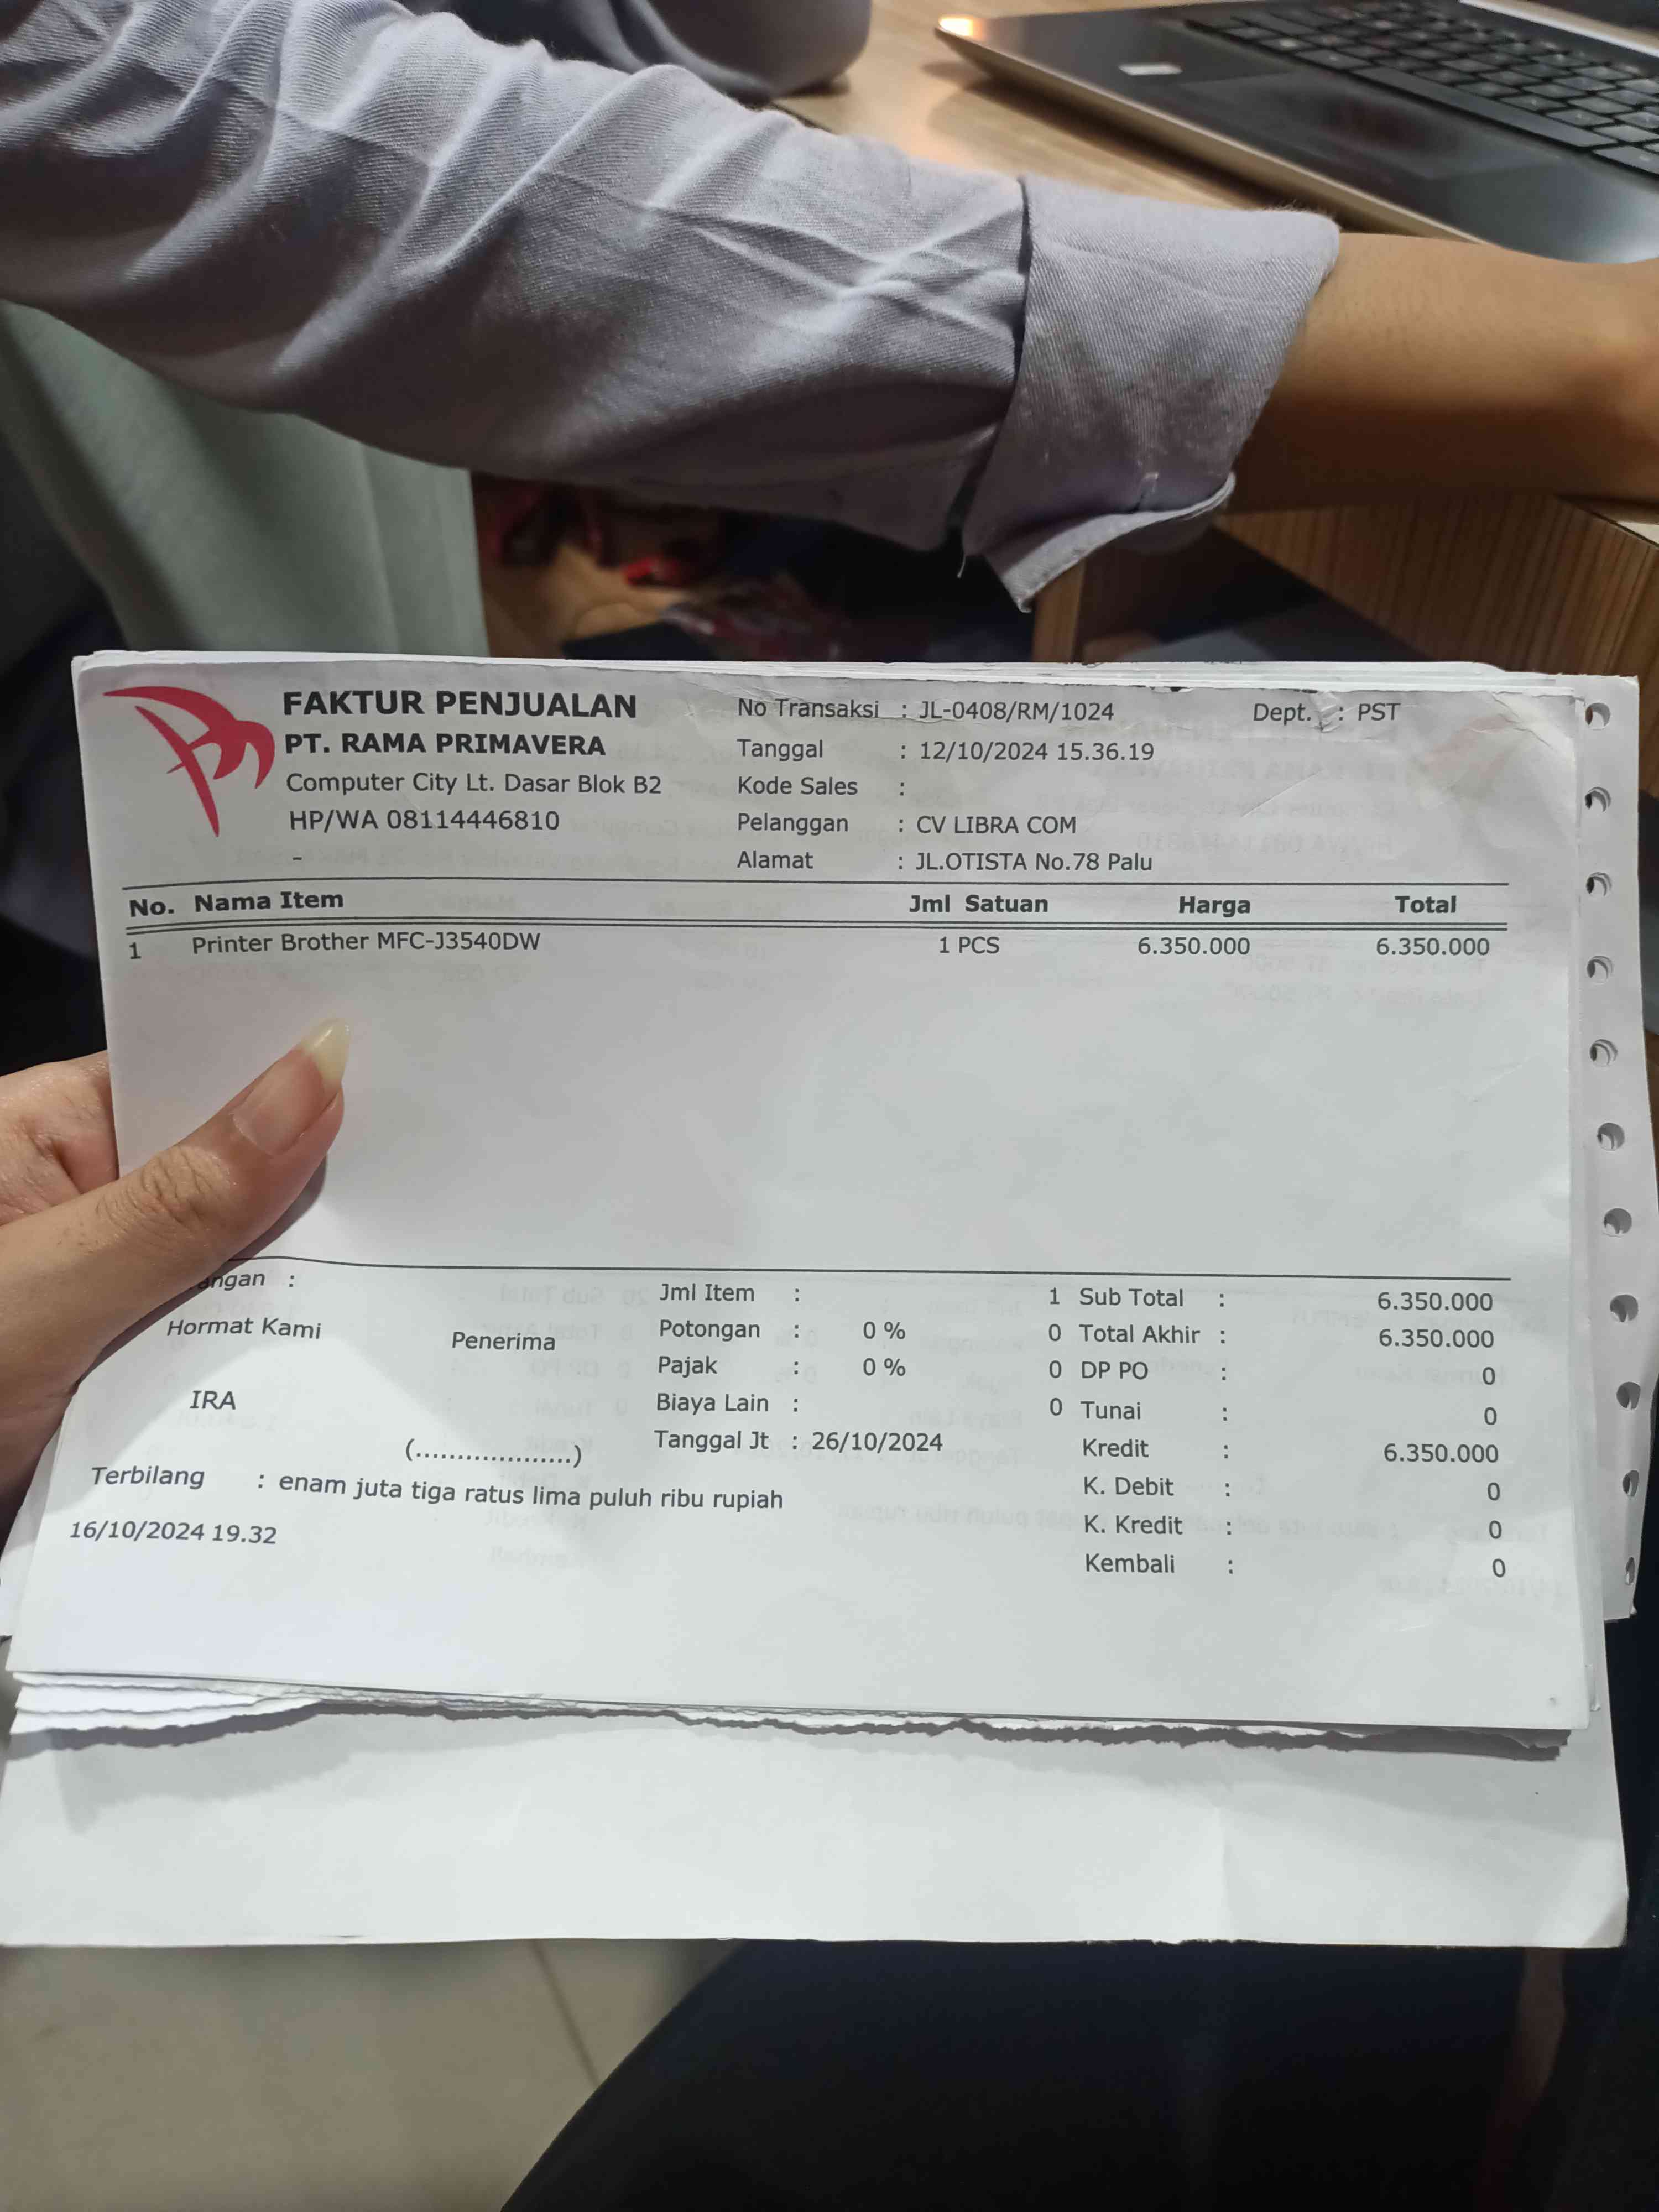 FAKTUR PENJUALAN
PT. RAMA PRIMAVERA
Computer City Lt. Dasar Blok B2
HP/WA 08114446810
-
No Transaksi : JL-0408/RM/1024 Dept. : PST
Tanggal : 12/10/2024 15.36.19
Kode Sales :
Pelanggan : CV LIBRA COM
Alamat : JL.OTISTA No.78 Palu
No. Nama Item Jml Satuan Harga Total
1 Printer Brother MFC-J3540DW 1 PCS 6.350.000 6.350.000
angan :
Hormat Kami
Penerima
IRA
(....................)
Jml Item : 1
Potongan : 0 % 0
Pajak : 0 % 0
Biaya Lain : 0
Tanggal Jt : 26/10/2024
Sub Total : 6.350.000
Total Akhir : 6.350.000
DP PO : 0
Tunai : 0
Kredit : 6.350.000
K. Debit : 0
K. Kredit : 0
Kembali : 0
Terbilang : enam juta tiga ratus lima puluh ribu rupiah
16/10/2024 19.32